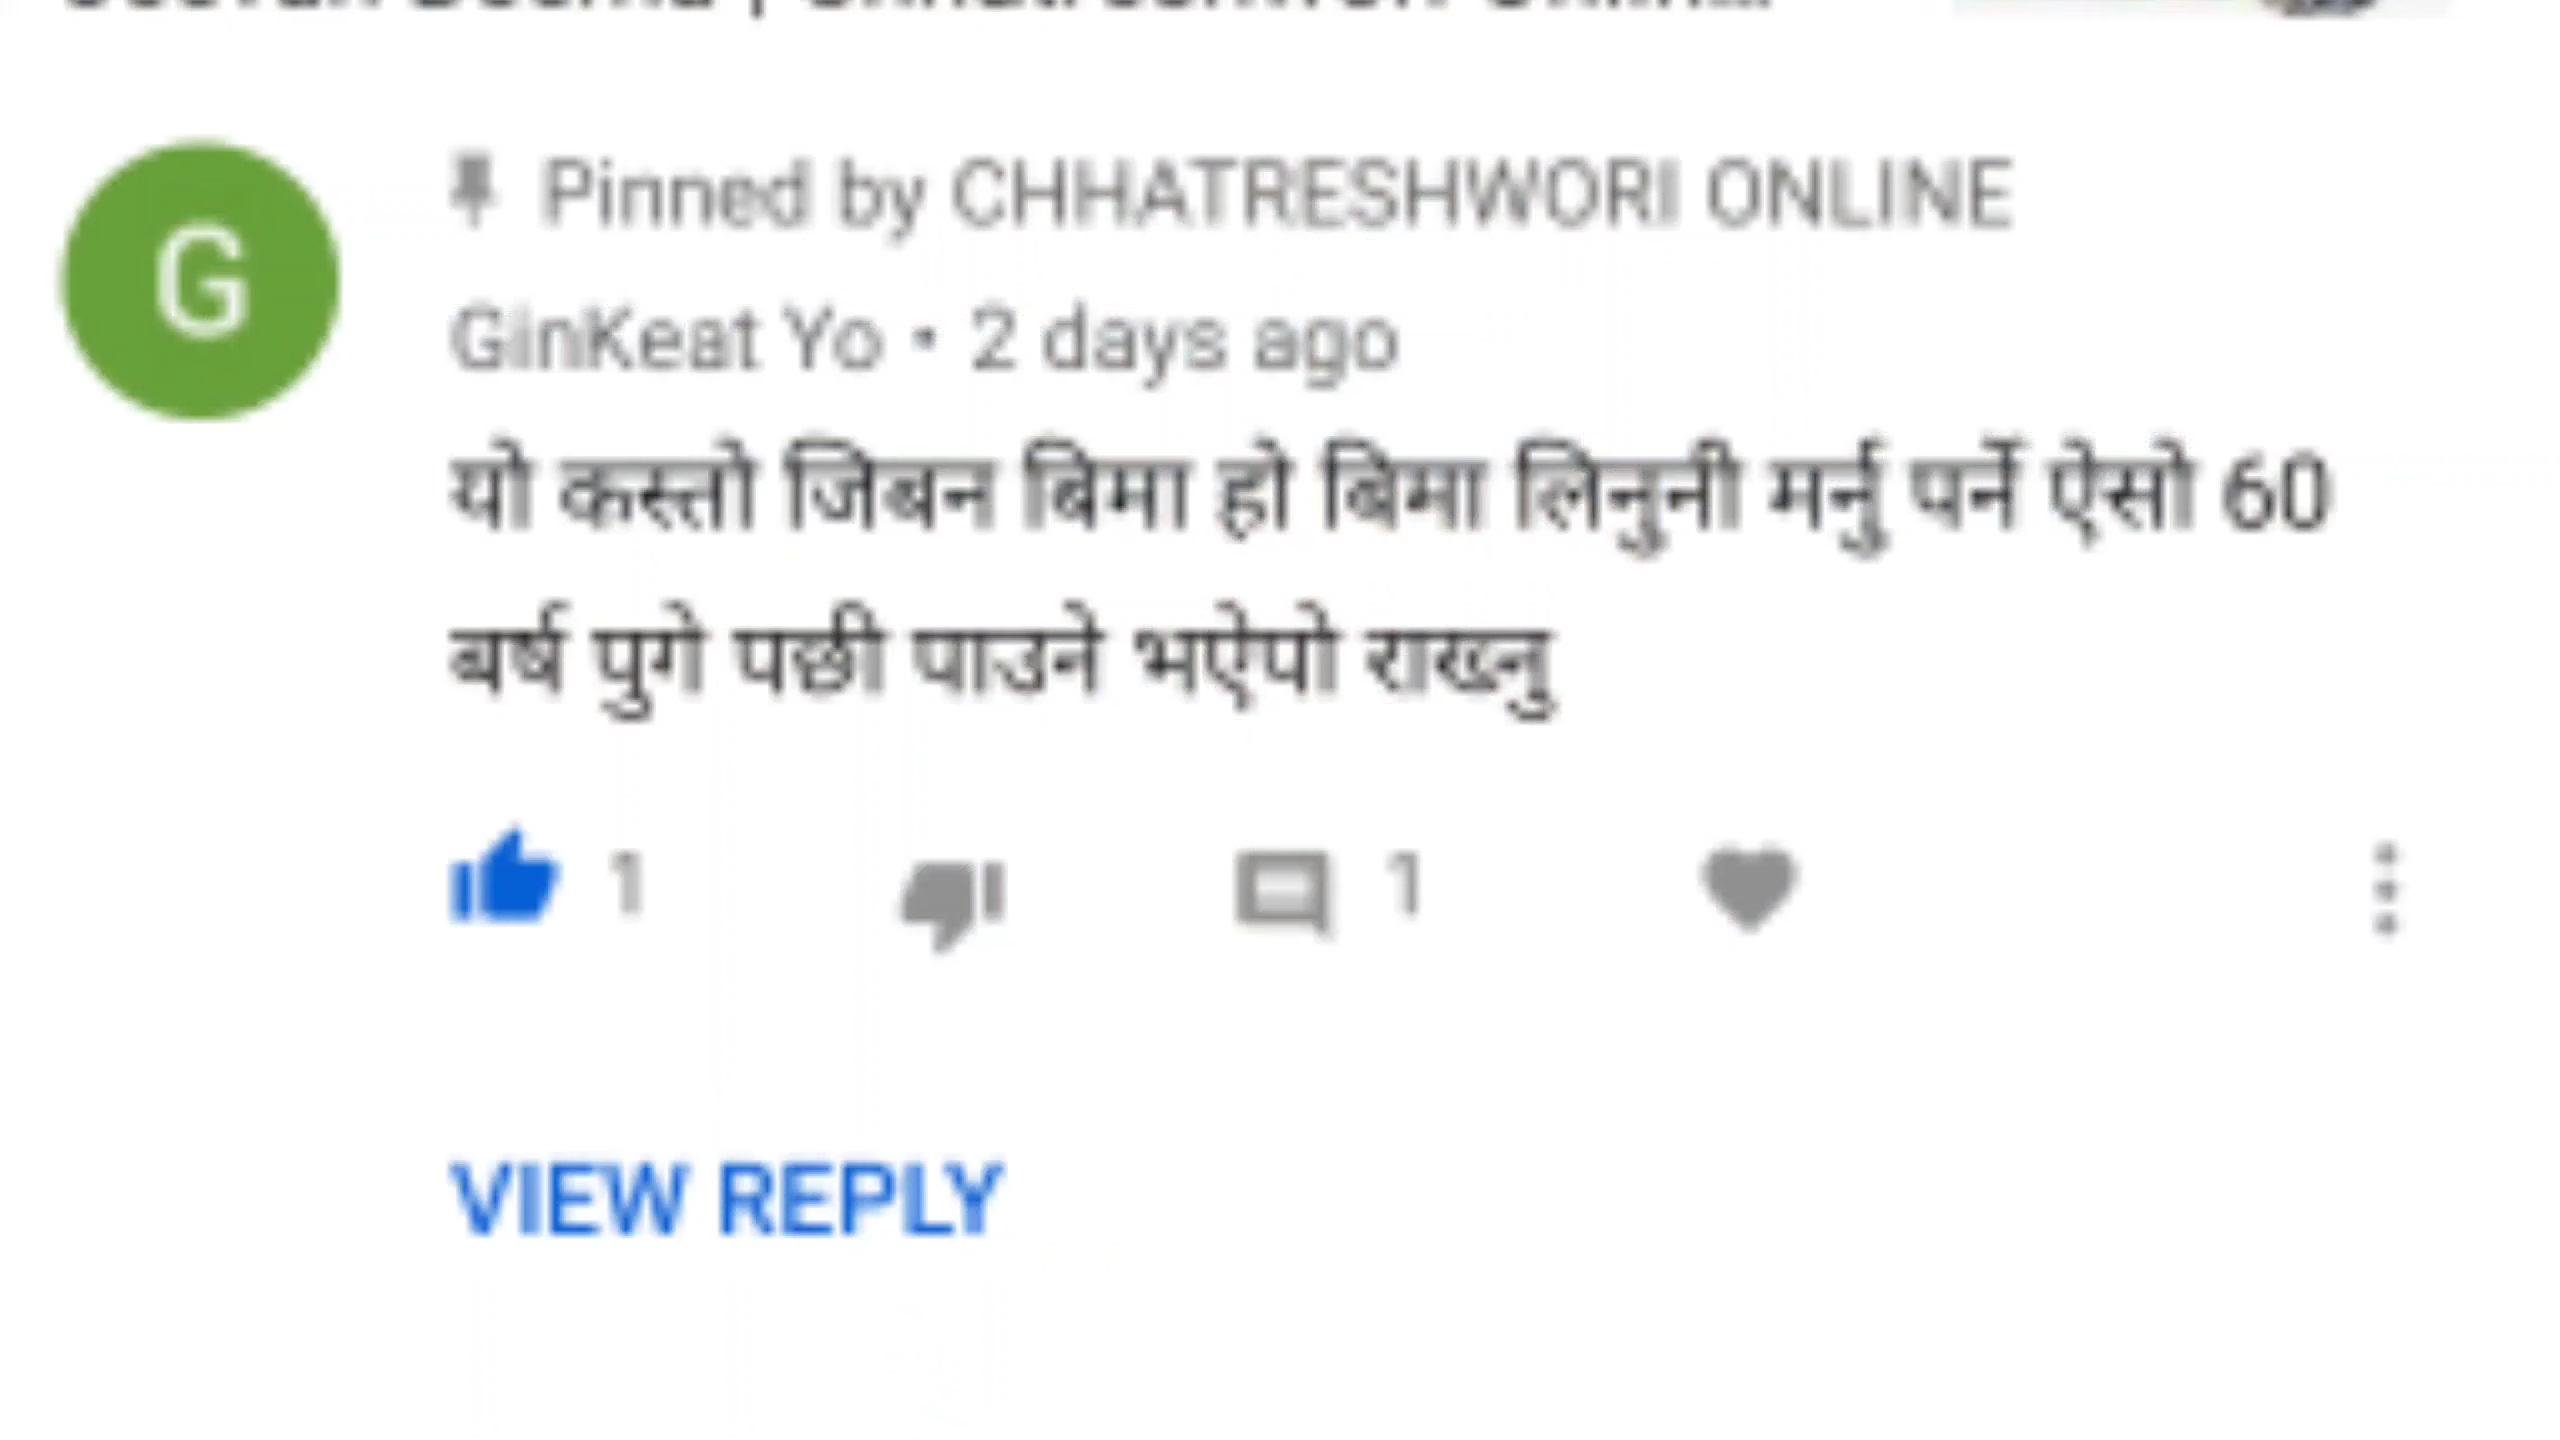 G
Pinned by CHHATRESHWORI ONLINE
GinKeat Yo • 2 days ago
यो कस्तो जिबन बिमा हो बिमा लिनुनी मर्नु पर्ने ऐसो 60
बर्ष पुगे पछी पाउने भऐपो राख्नु
1
1
VIEW REPLY